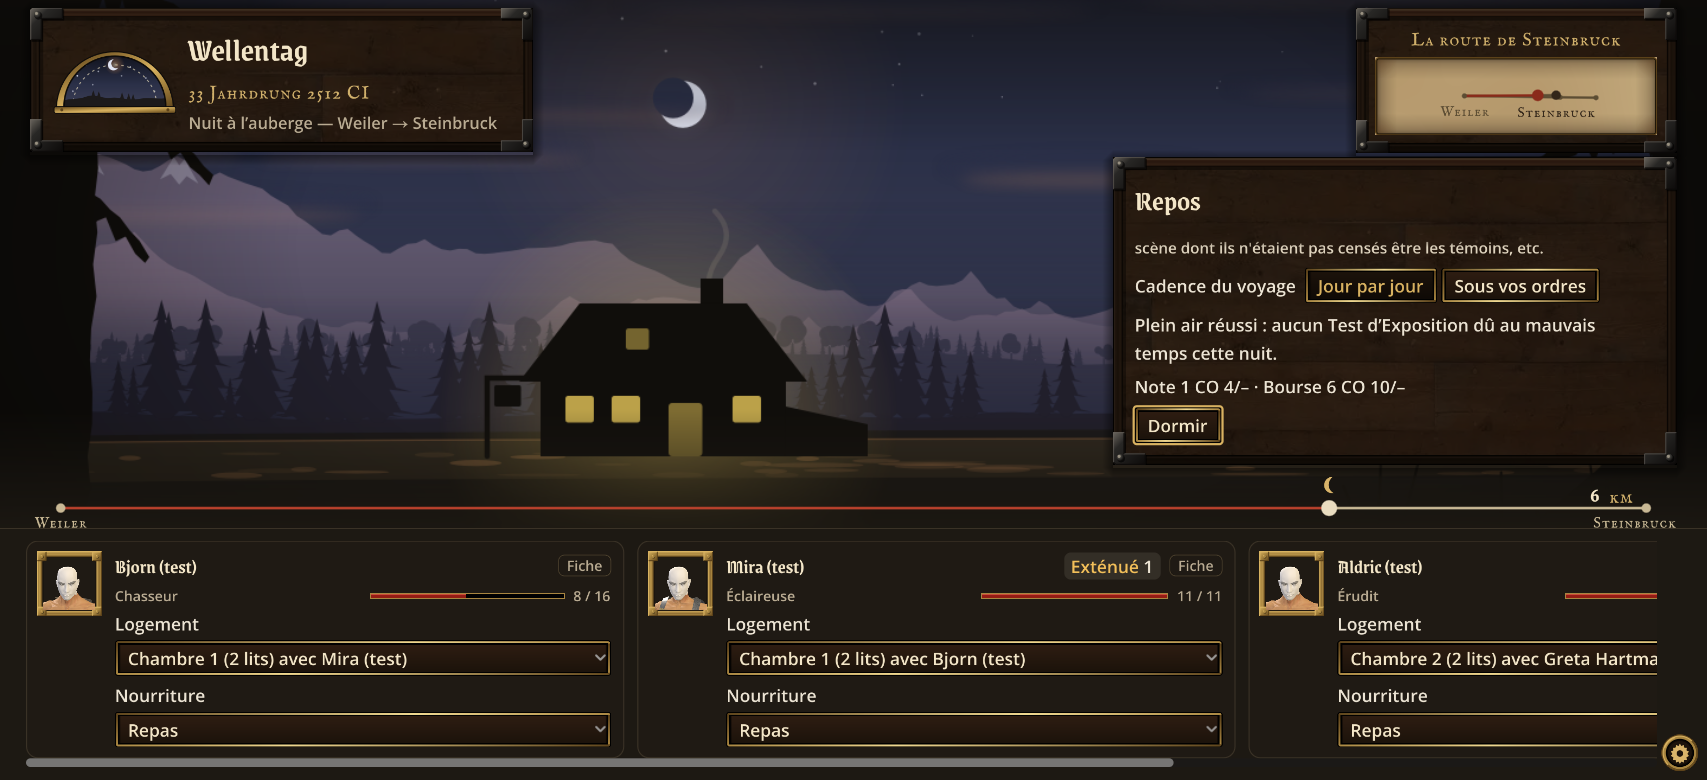 Wellentag
33 Jahrdrung 2512 CI
Nuit à l’auberge — Weiler → Steinbruck
La route de Steinbruck
Weiler
Steinbruck
Repos
scène dont ils n'étaient pas censés être les témoins, etc.
Cadence du voyage
Jour par jour
Sous vos ordres
Plein air réussi : aucun Test d’Exposition dû au mauvais
temps cette nuit.
Note 1 CO 4/– · Bourse 6 CO 10/–
Dormir
6 km
Weiler
Steinbruck
Bjorn (test)
Fiche
Chasseur
8 / 16
Logement
Chambre 1 (2 lits) avec Mira (test)
Nourriture
Repas
Mira (test)
Exténué 1
Fiche
Éclaireuse
11 / 11
Logement
Chambre 1 (2 lits) avec Bjorn (test)
Nourriture
Repas
Aldric (test)
Érudit
Logement
Chambre 2 (2 lits) avec Greta Hartma
Nourriture
Repas